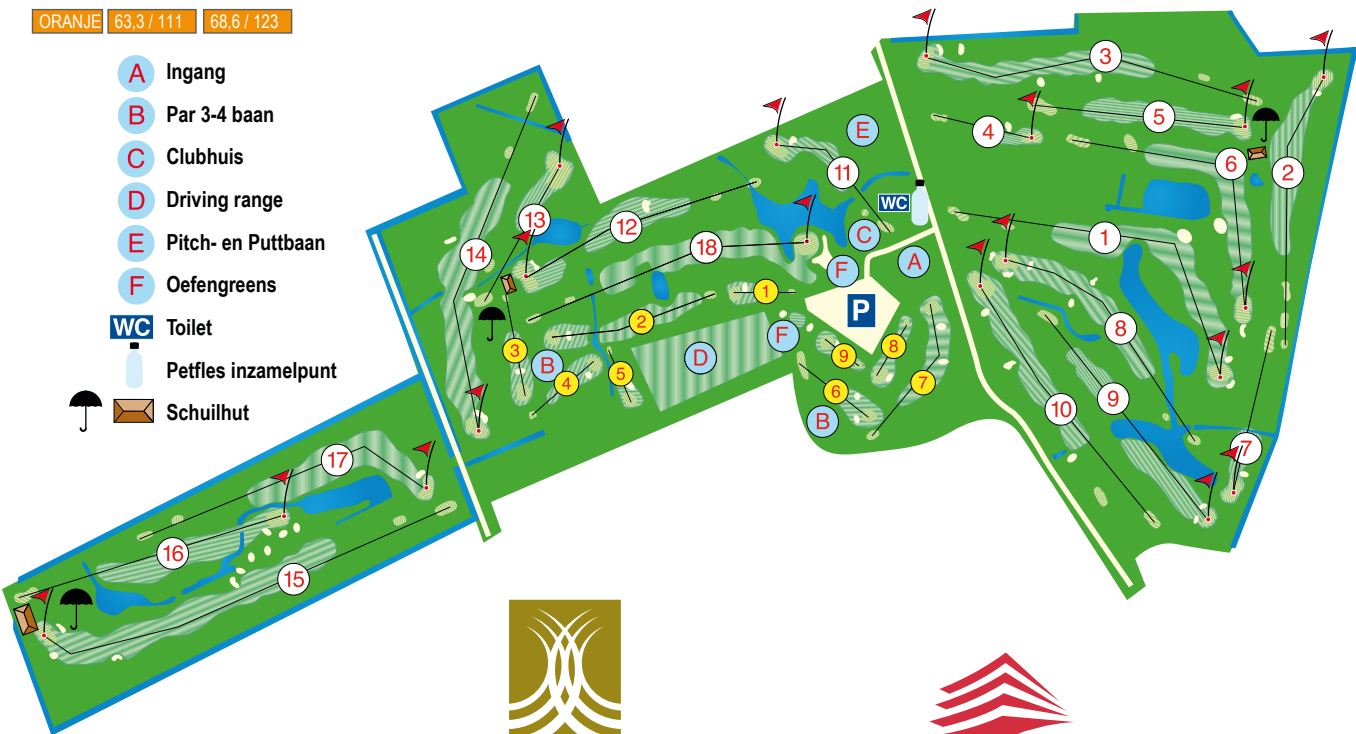 ORANJE 63,3 / 111 68,6 / 123
A Ingang
B Par 3-4 baan
C Clubhuis
D Driving range
E Pitch- en Puttbaan
F Oefengreens
WC Toilet
Petfles inzamelpunt
Schuilhut
3
5
4
6
2
E
11
WC
13
12
14
18
C
1
A
F
1
P
2
F
8
3
B
D
9
8
4
5
7
6
10
9
B
7
17
16
15